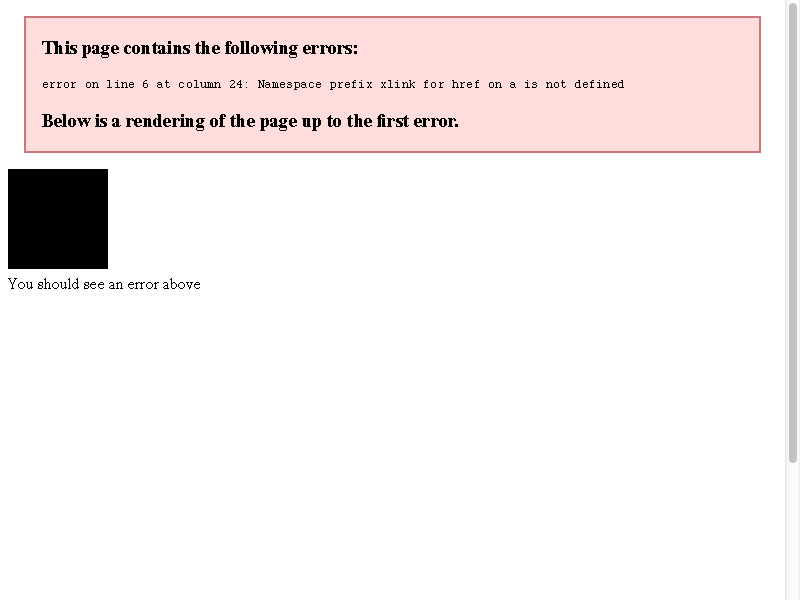 This page contains the following errors:
error on line 6 at column 24: Namespace prefix xlink for href on a is not defined
Below is a rendering of the page up to the first error.
You should see an error above